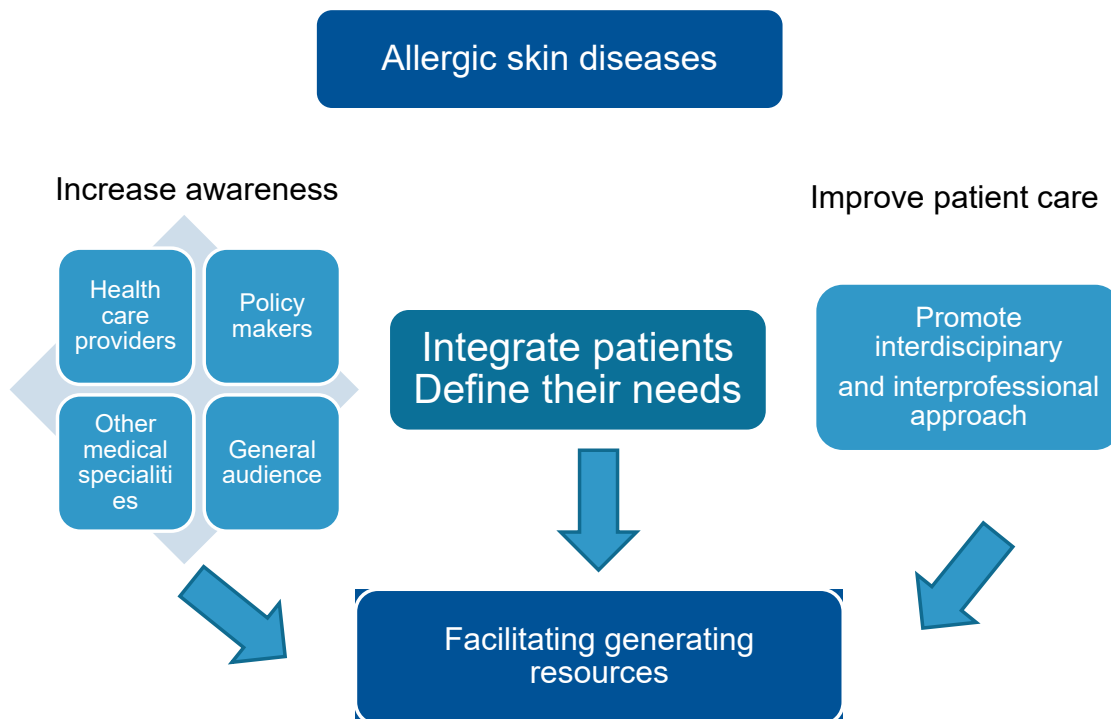 Allergic skin diseases
Increase awareness
Health
care
providers
Policy
makers
Other
medical
specialiti
es
General
audience
Integrate patients
Define their needs
Improve patient care
Promote
interdiscipinary
and interprofessional
approach
Facilitating generating
resources